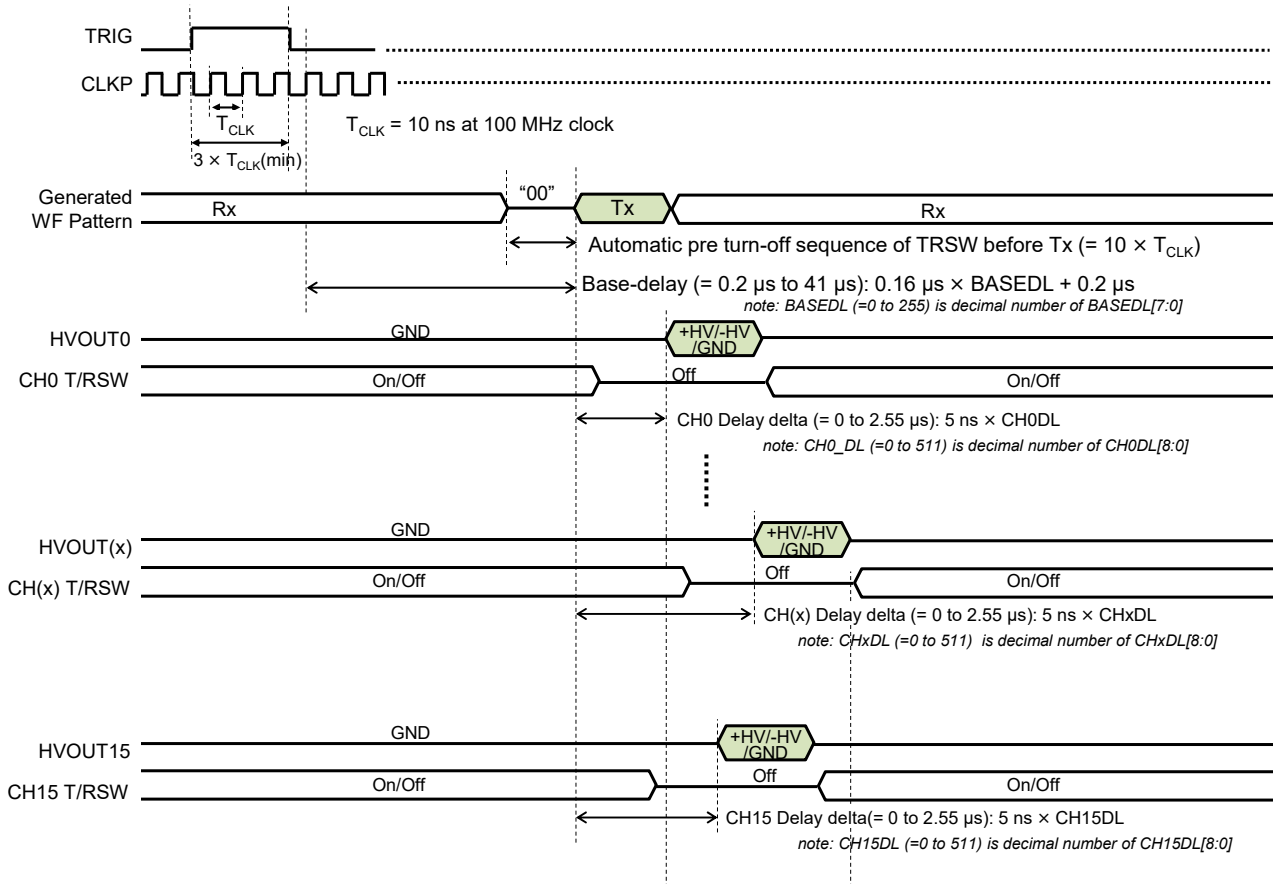 TRIG
CLKP
TCLK
TCLK = 10 ns at 100 MHz clock
3 × TCLK(min)
Generated
WF Pattern
Rx
“00”
Tx
Rx
Automatic pre turn-off sequence of TRSW before Tx (= 10 × TCLK)
Base-delay (= 0.2 μs to 41 μs): 0.16 μs × BASEDL + 0.2 μs
note: BASEDL (=0 to 255) is decimal number of BASEDL[7:0]
HVOUT0
GND
+HV/-HV
/GND
CH0 T/RSW
On/Off
Off
On/Off
CH0 Delay delta (= 0 to 2.55 μs): 5 ns × CH0DL
note: CH0_DL (=0 to 511) is decimal number of CH0DL[8:0]
HVOUT(x)
GND
+HV/-HV
/GND
CH(x) T/RSW
On/Off
Off
On/Off
CH(x) Delay delta (= 0 to 2.55 μs): 5 ns × CHxDL
note: CHxDL (=0 to 511) is decimal number of CHxDL[8:0]
HVOUT15
GND
+HV/-HV
/GND
CH15 T/RSW
On/Off
Off
On/Off
CH15 Delay delta(= 0 to 2.55 μs): 5 ns × CH15DL
note: CH15DL (=0 to 511) is decimal number of CH15DL[8:0]